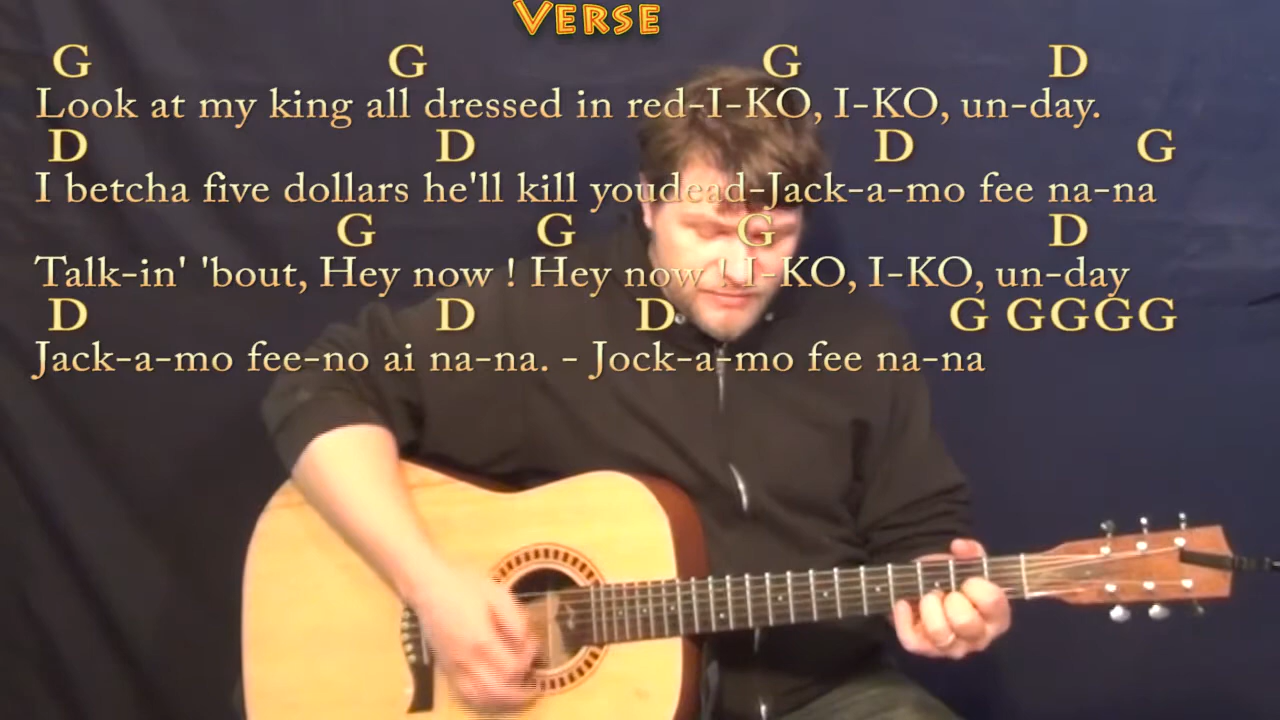 VERSE
G G G D
Look at my king all dressed in red-I-KO, I-KO, un-day.
D D D G
I betcha five dollars he'll kill youdead-Jack-a-mo fee na-na
G G G D
Talk-in' 'bout, Hey now ! Hey now ! I-KO, I-KO, un-day
D D D G GGGG
Jack-a-mo fee-no ai na-na. - Jock-a-mo fee na-na